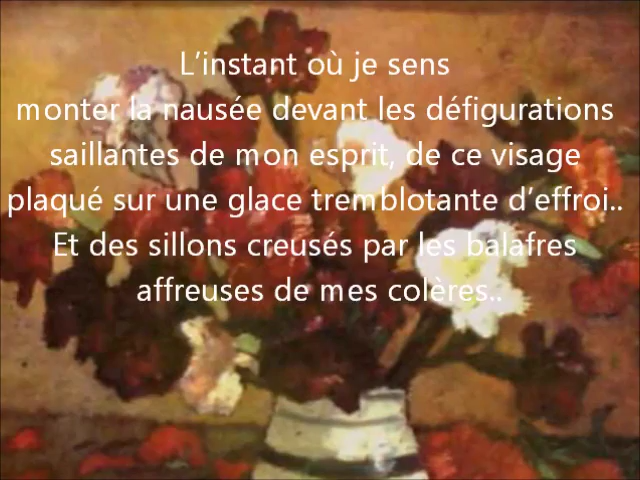 L’instant où je sens
monter la nausée devant les défigurations
saillantes de mon esprit, de ce visage
plaqué sur une glace tremblotante d’effroi..
Et des sillons creusés par les balafres
affreuses de mes colères..